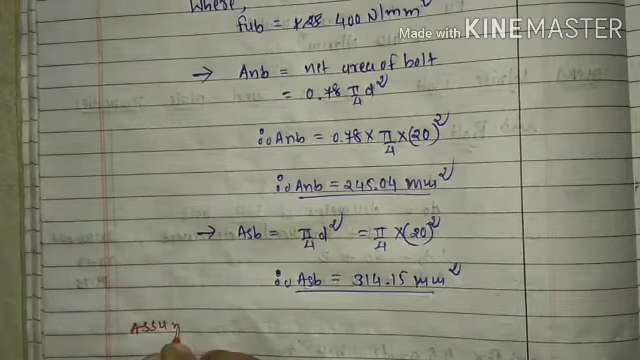 Where,
Fub = 400 N/mm²
Made with KINEMASTER
→ Anb = net area of bolt
= 0.78 π/4 d²
∴ Anb = 0.78 × π/4 × (20)²
∴ Anb = 245.04 mm²
→ Asb = π/4 d² = π/4 × (20)²
∴ Asb = 314.15 mm²
Assu